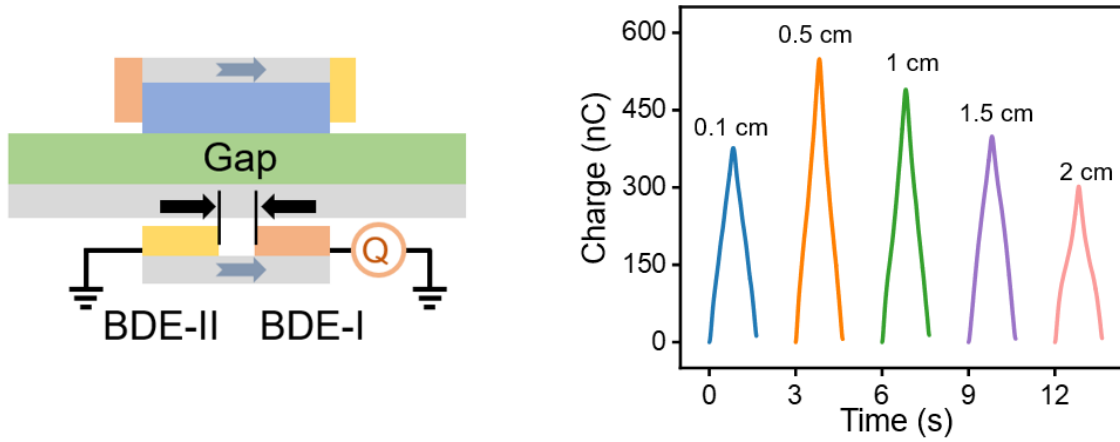 Gap
Q
BDE-II BDE-I
Charge (nC)
600
450
300
150
0
0.1 cm
0.5 cm
1 cm
1.5 cm
2 cm
0 3 6 9 12
Time (s)